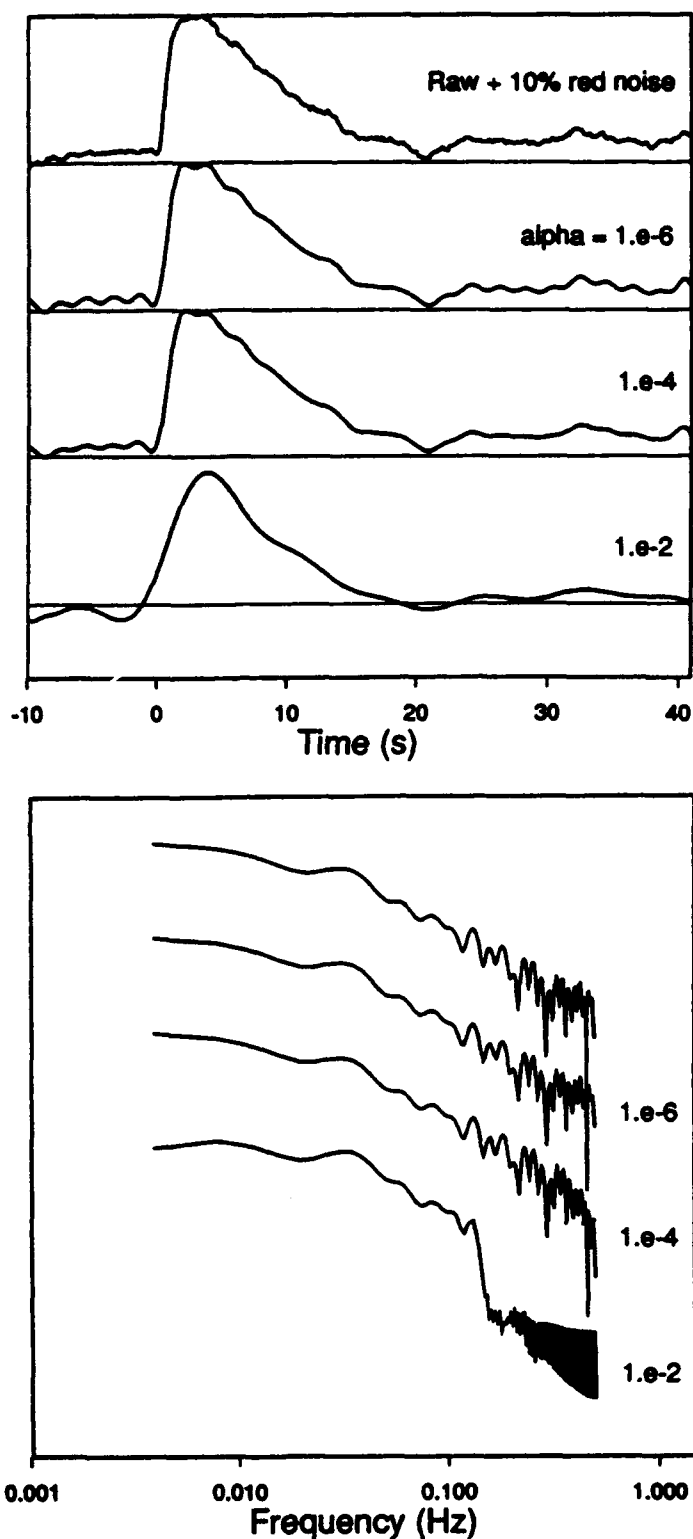 Raw + 10% red noise
alpha = 1.e-6
1.e-4
1.e-2
-10 0 10 20 30 40
Time (s)
1.e-6
1.e-4
1.e-2
0.001 0.010 0.100 1.000
Frequency (Hz)